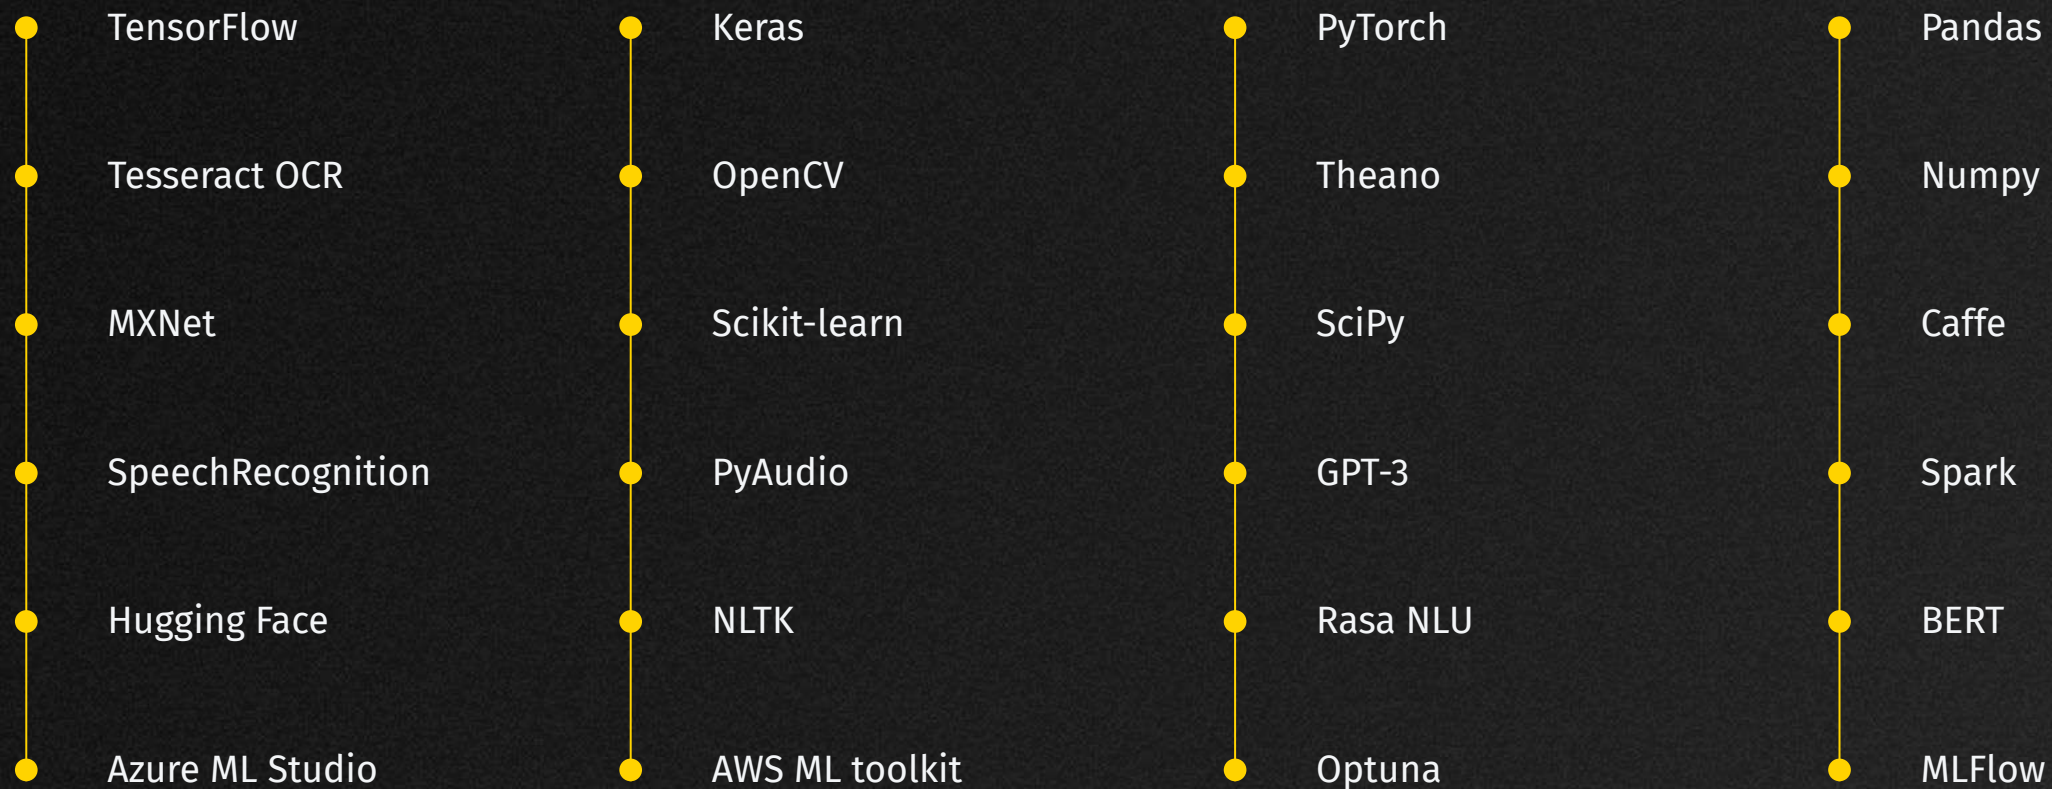 TensorFlow
Keras
PyTorch
Pandas
Tesseract OCR
OpenCV
Theano
Numpy
MXNet
Scikit-learn
SciPy
Caffe
SpeechRecognition
PyAudio
GPT-3
Spark
Hugging Face
NLTK
Rasa NLU
BERT
Azure ML Studio
AWS ML toolkit
Optuna
MLFlow